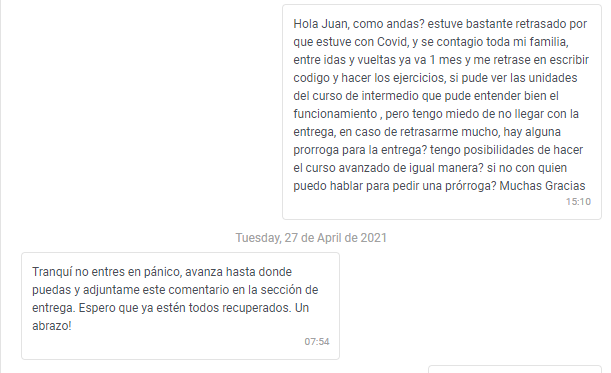 Hola Juan, como andas? estuve bastante retrasado por
que estuve con Covid, y se contagio toda mi familia,
entre idas y vueltas ya va 1 mes y me retrase en escribir
codigo y hacer los ejercicios, si pude ver las unidades
del curso de intermedio que pude entender bien el
funcionamiento , pero tengo miedo de no llegar con la
entrega, en caso de retrasarme mucho, hay alguna
prorroga para la entrega? tengo posibilidades de hacer
el curso avanzado de igual manera? si no con quien
puedo hablar para pedir una prórroga? Muchas Gracias
15:10
Tuesday, 27 de April de 2021
Tranquí no entres en pánico, avanza hasta donde
puedas y adjuntame este comentario en la sección de
entrega. Espero que ya estén todos recuperados. Un
abrazo!
07:54